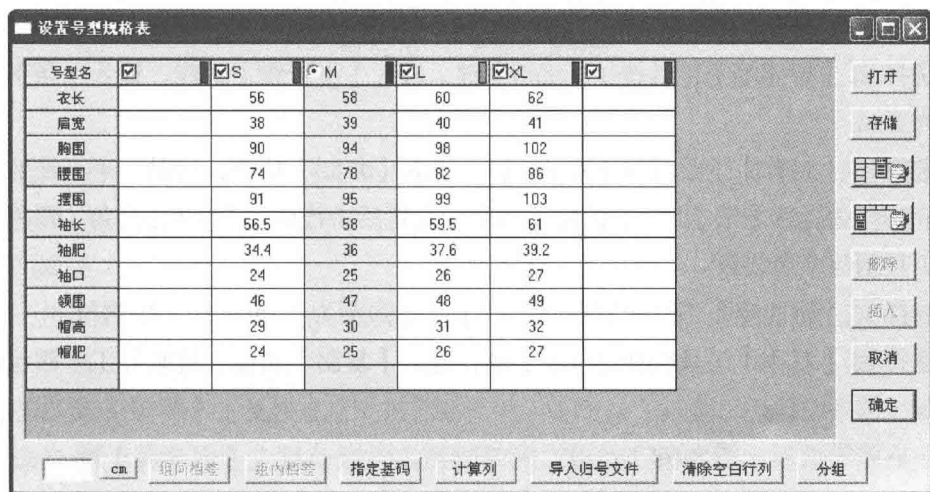 设置号型规格表
号型名 S M L XL
衣长 56 58 60 62
肩宽 38 39 40 41
胸围 90 94 98 102
腰围 74 78 82 86
摆围 91 95 99 103
袖长 56.5 58 59.5 61
袖肥 34.4 36 37.6 39.2
袖口 24 25 26 27
领围 46 47 48 49
帽高 29 30 31 32
帽肥 24 25 26 27
打开
存储
删除
插入
取消
确定
cm 组间档差 组内档差 指定基码 计算列 导入归号文件 清除空白行列 分组